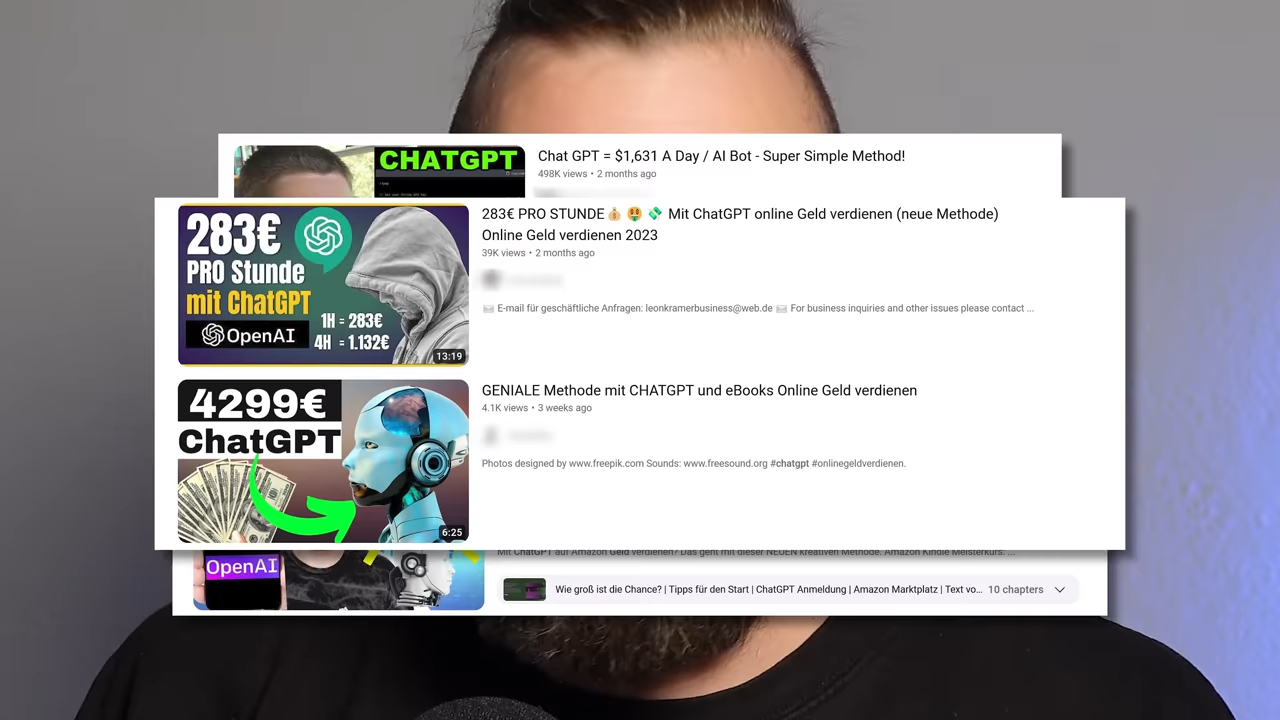 CHATGPT
Chat GPT = $1,631 A Day / AI Bot - Super Simple Method!
498K views • 2 months ago
283€
PRO Stunde
mit ChatGPT
OpenAI
1H = 283€
4H = 1.132€
13:19
283€ PRO STUNDE💰 🤑 💸 Mit ChatGPT online Geld verdienen (neue Methode)
Online Geld verdienen 2023
39K views • 2 months ago
📨 E-mail für geschäftliche Anfragen: leonkramerbusiness@web.de 📨 For business inquiries and other issues please contact ...
4299€
ChatGPT
6:25
GENIALE Methode mit CHATGPT und eBooks Online Geld verdienen
4.1K views • 3 weeks ago
Photos designed by www.freepik.com Sounds: www.freesound.org #chatgpt #onlinegeldverdienen.
OpenAI
Mit ChatGPT auf Amazon Geld verdienen? Das geht mit dieser NEUEN kreativen Methode. Amazon Kindle Meisterkurs. ...
Wie groß ist die Chance? | Tipps für den Start | ChatGPT Anmeldung | Amazon Marktplatz | Text vo... 10 chapters